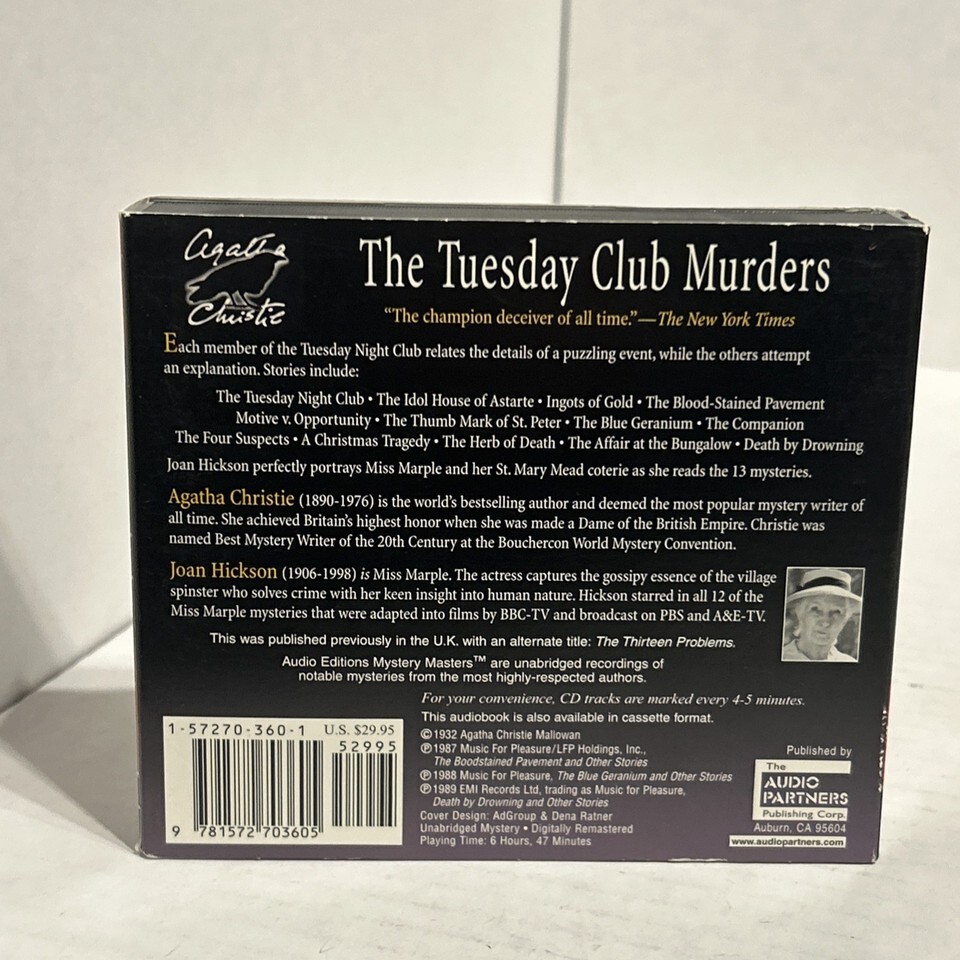 Agatha Christie
The Tuesday Club Murders
“The champion deceiver of all time.”—The New York Times
Each member of the Tuesday Night Club relates the details of a puzzling event, while the others attempt
an explanation. Stories include:
The Tuesday Night Club • The Idol House of Astarte • Ingots of Gold • The Blood-Stained Pavement
Motive v. Opportunity • The Thumb Mark of St. Peter • The Blue Geranium • The Companion
The Four Suspects • A Christmas Tragedy • The Herb of Death • The Affair at the Bungalow • Death by Drowning
Joan Hickson perfectly portrays Miss Marple and her St. Mary Mead coterie as she reads the 13 mysteries.
Agatha Christie (1890-1976) is the world’s bestselling author and deemed the most popular mystery writer of
all time. She achieved Britain’s highest honor when she was made a Dame of the British Empire. Christie was
named Best Mystery Writer of the 20th Century at the Bouchercon World Mystery Convention.
Joan Hickson (1906-1998) is Miss Marple. The actress captures the gossipy essence of the village
spinster who solves crime with her keen insight into human nature. Hickson starred in all 12 of the
Miss Marple mysteries that were adapted into films by BBC-TV and broadcast on PBS and A&E-TV.
This was published previously in the U.K. with an alternate title: The Thirteen Problems.
Audio Editions Mystery Masters™ are unabridged recordings of
notable mysteries from the most highly-respected authors.
For your convenience, CD tracks are marked every 4-5 minutes.
This audiobook is also available in cassette format.
©1932 Agatha Christie Mallowan
℗1987 Music For Pleasure/LFP Holdings, Inc.,
The Boodstained Pavement and Other Stories
℗1988 Music For Pleasure, The Blue Geranium and Other Stories
℗1989 EMI Records Ltd, trading as Music for Pleasure,
Death by Drowning and Other Stories
Cover Design: AdGroup & Dena Ratner
Unabridged Mystery • Digitally Remastered
Playing Time: 6 Hours, 47 Minutes
1-57270-360-1 U.S. $29.95
52995
9 781572 703605
Published by
The
AUDIO
PARTNERS
Publishing Corp.
Auburn, CA 95604
www.audiopartners.com